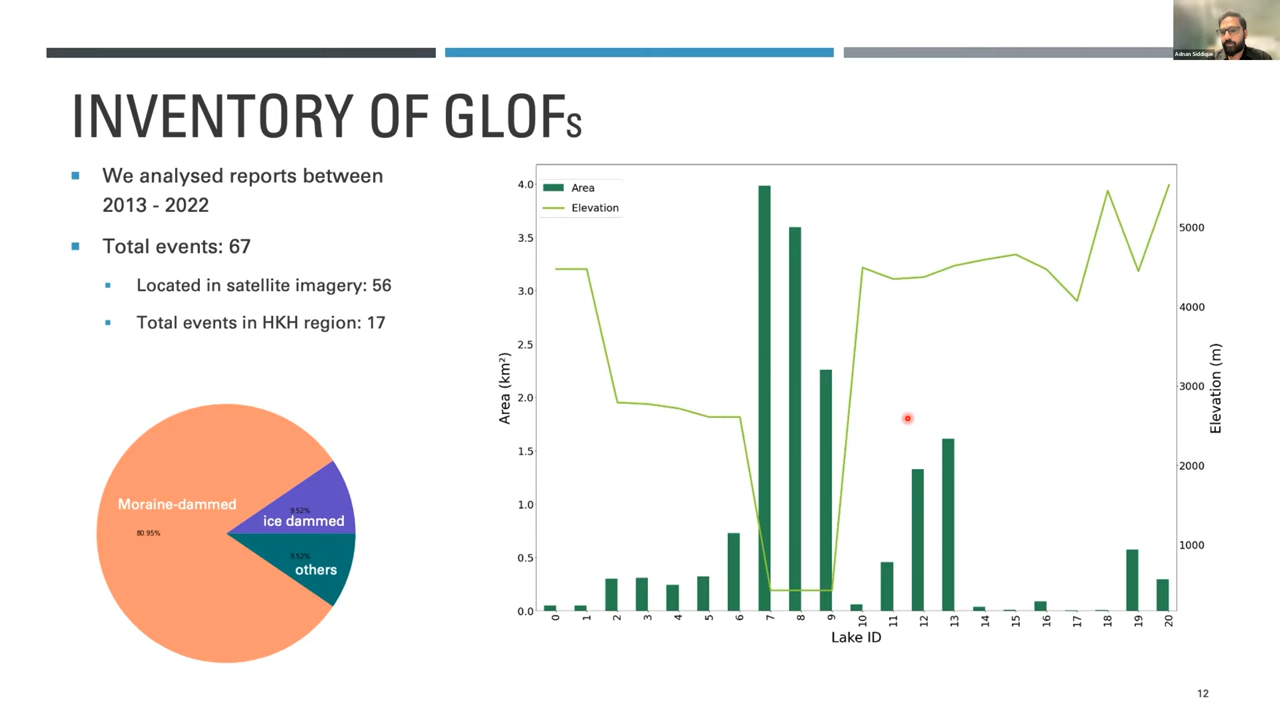 Adnan Siddique
INVENTORY OF GLOFs
We analysed reports between
2013 - 2022
Total events: 67
Located in satellite imagery: 56
Total events in HKH region: 17
Moraine-dammed
80.95%
9.52%
ice dammed
9.52%
others
Area
Elevation
4.0
3.5
3.0
2.5
2.0
1.5
1.0
0.5
0.0
Area (km²)
5000
4000
3000
2000
1000
Elevation (m)
0 1 2 3 4 5 6 7 8 9 10 11 12 13 14 15 16 17 18 19 20
Lake ID
12